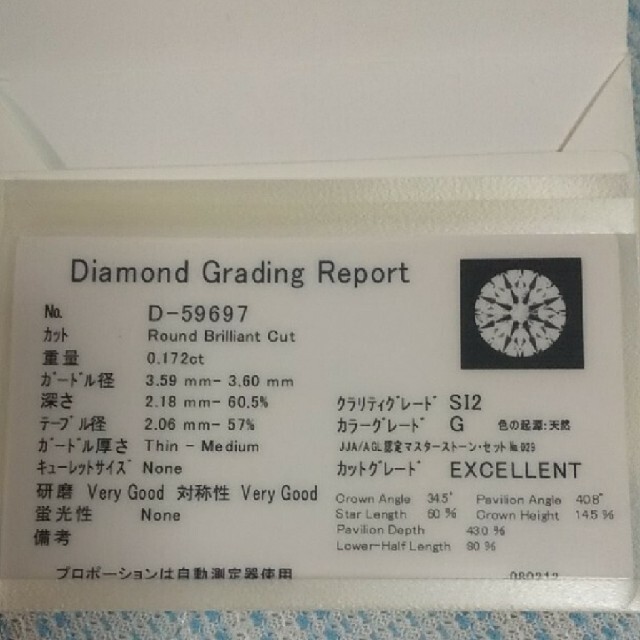 Diamond Grading Report
№ D-59697
カット Round Brilliant Cut
重量 0.172ct
ガードル径 3.59 mm- 3.60 mm
深さ 2.18 mm- 60.5%
テーブル径 2.06 mm- 57%
ガードル厚さ Thin - Medium
キューレットサイズ None
研磨 Very Good 対称性 Very Good
蛍光性 None
備考
プロポーションは自動測定器使用
クラリティグレード SI2
カラーグレード G 色の起源:天然
JJA/AGL認定マスターストーン・セット№929
カットグレード EXCELLENT
Crown Angle 34.5° Pavilion Angle 40.8°
Star Length 60 % Crown Height 14.5 %
Pavilion Depth 43.0 %
Lower-Half Length 80 %